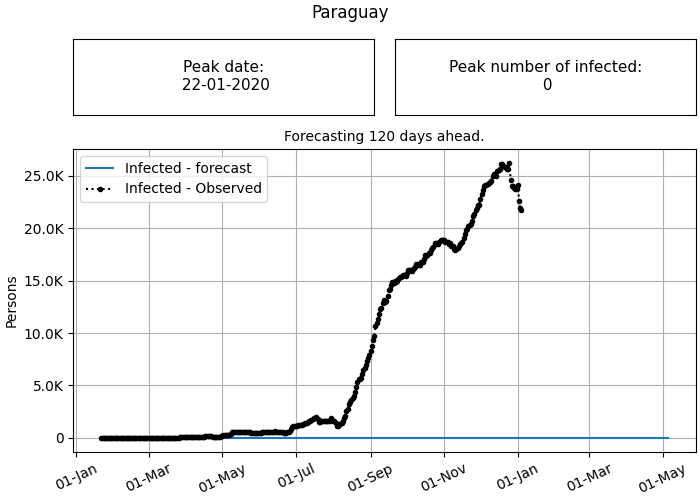 Paraguay
Peak date:
22-01-2020
Peak number of infected:
0
Forecasting 120 days ahead.
Infected - forecast
Infected - Observed
25.0K
20.0K
15.0K
10.0K
5.0K
0
Persons
01-Jan
01-Mar
01-May
01-Jul
01-Sep
01-Nov
01-Jan
01-Mar
01-May